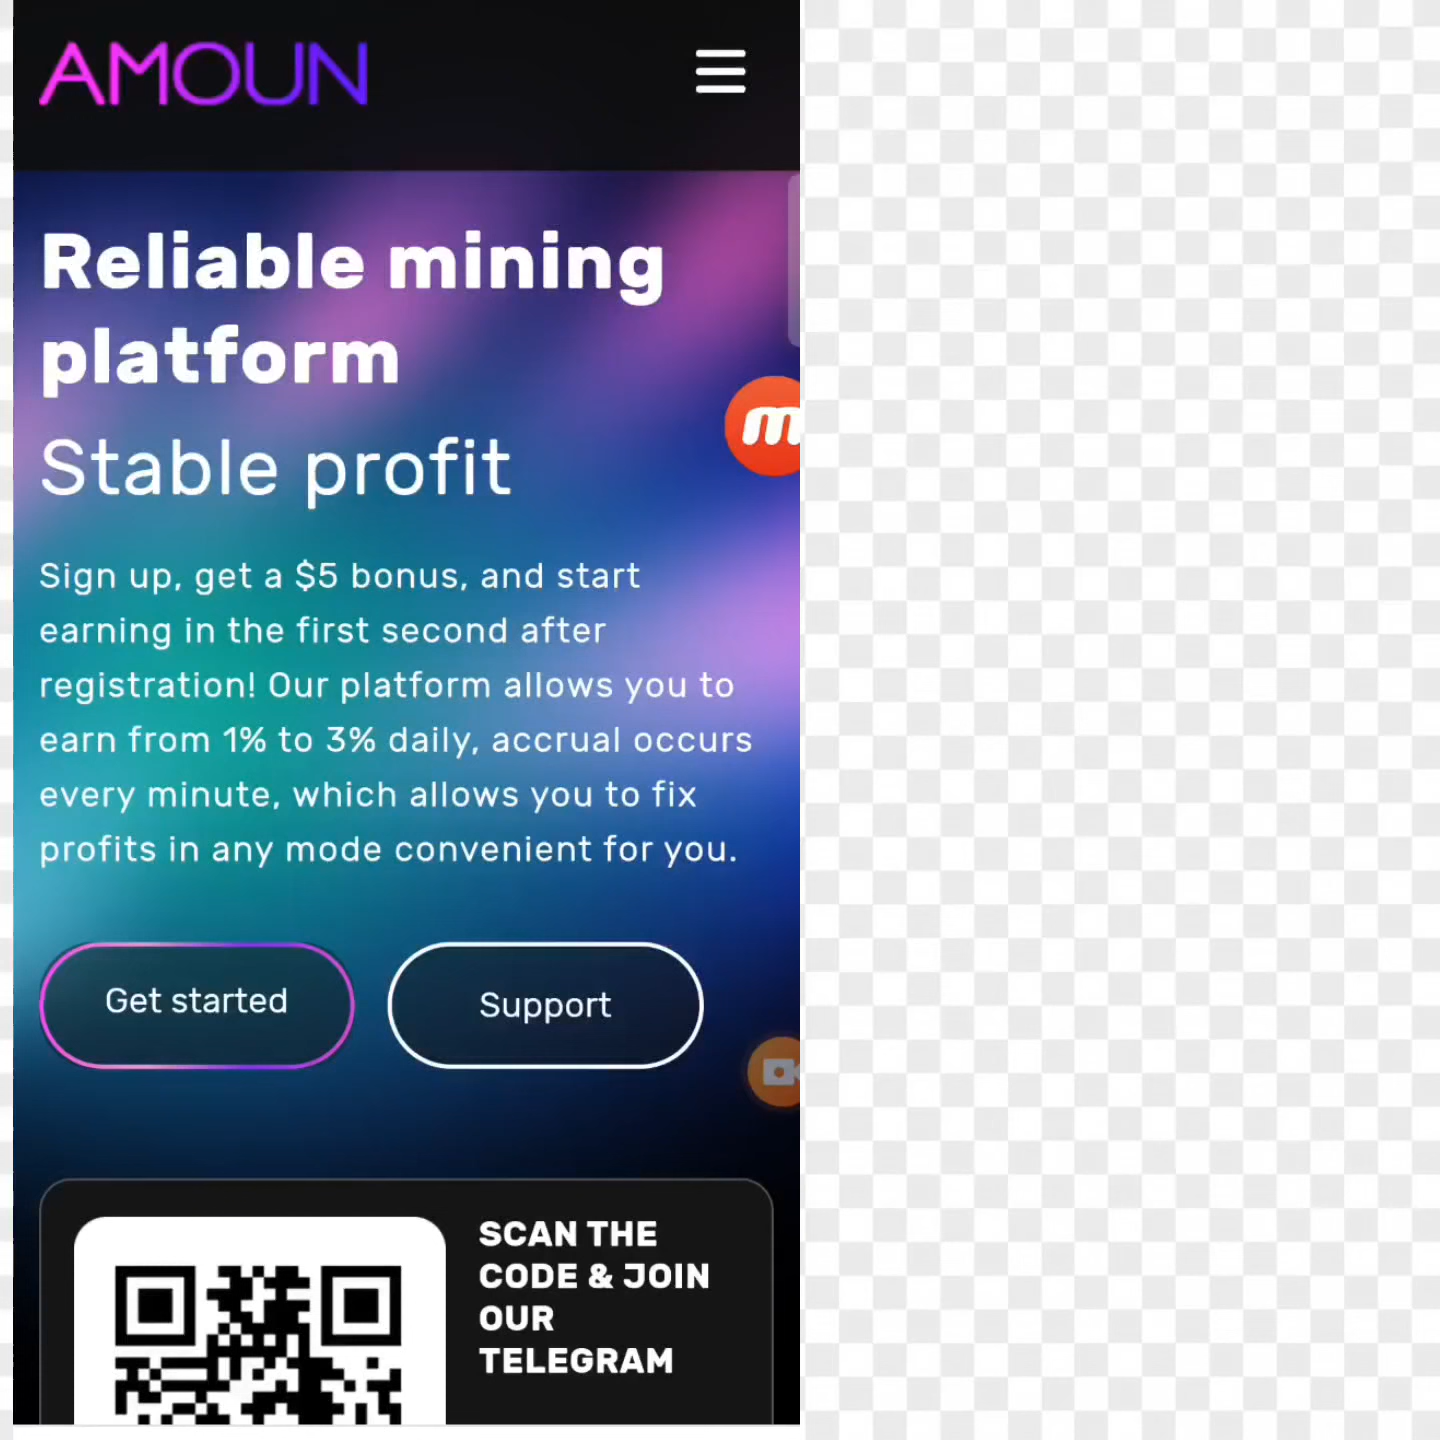 AMOUN
Reliable mining
platform
Stable profit
Sign up, get a $5 bonus, and start
earning in the first second after
registration! Our platform allows you to
earn from 1% to 3% daily, accrual occurs
every minute, which allows you to fix
profits in any mode convenient for you.
Get started
Support
SCAN THE
CODE & JOIN
OUR
TELEGRAM